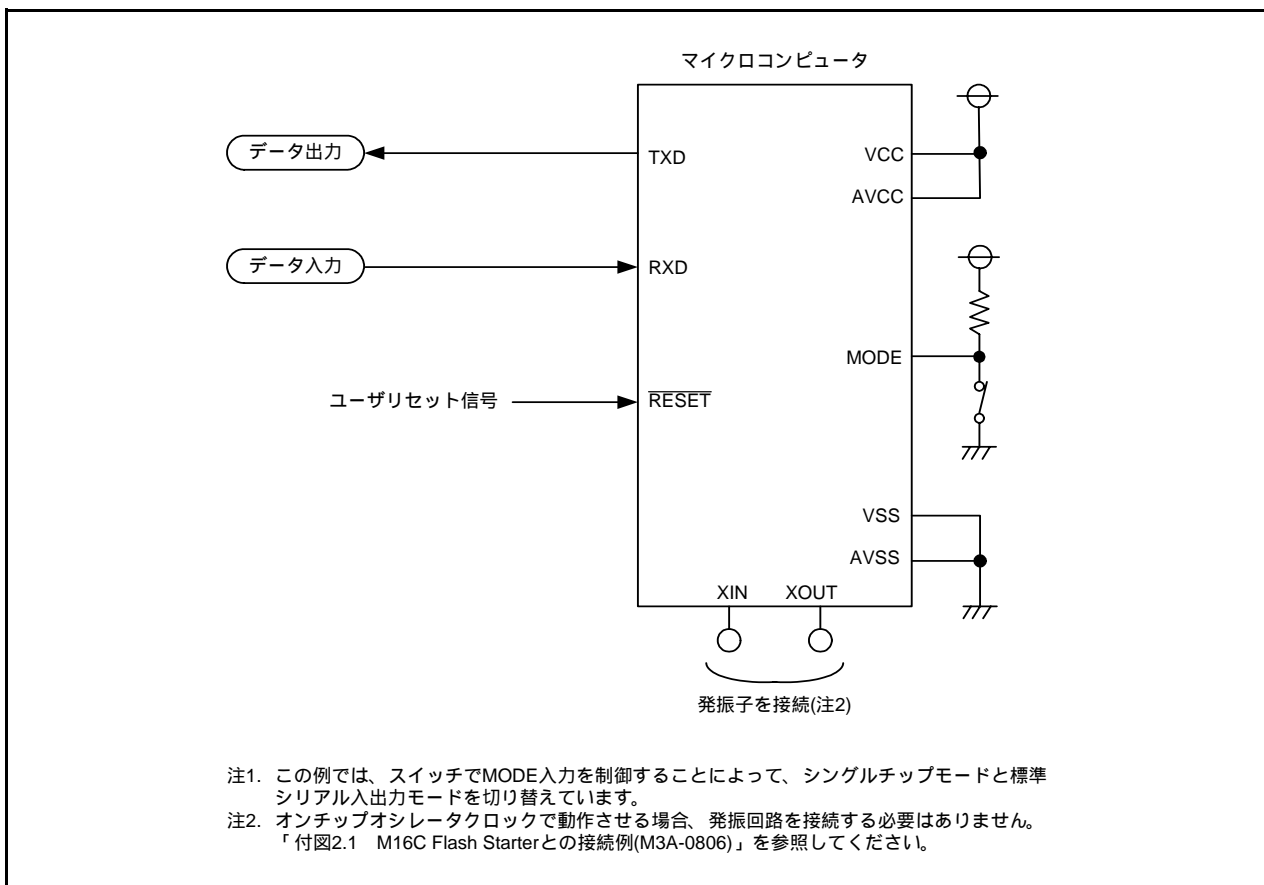 マイクロコンピュータ
データ出力
TXD
VCC
AVCC
データ入力
RXD
MODE
ユーザリセット信号
RESET
VSS
AVSS
XIN XOUT
発振子を接続(注2)
注1. この例では、スイッチでMODE入力を制御することによって、シングルチップモードと標準
シリアル入出力モードを切り替えています。
注2. オンチップオシレータクロックで動作させる場合、発振回路を接続する必要はありません。
「付図2.1 M16C Flash Starterとの接続例(M3A-0806)」を参照してください。